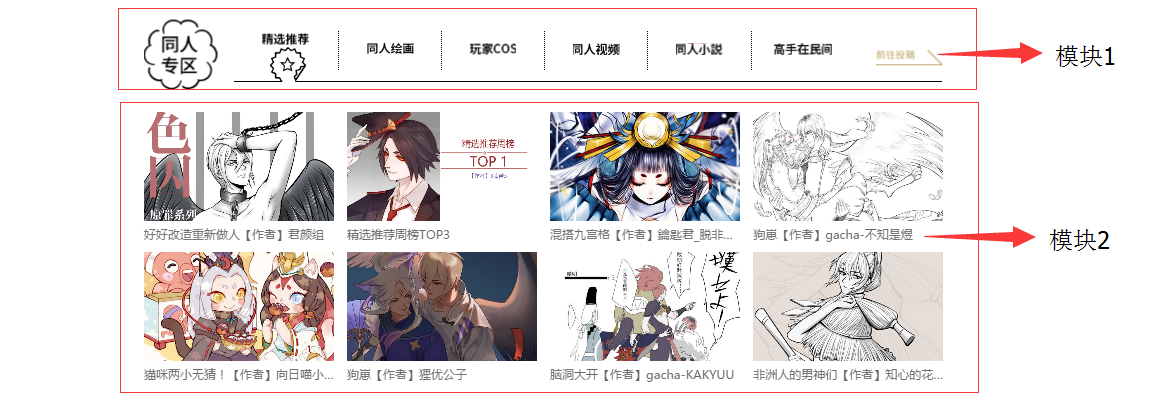 同人
专区
精选推荐
同人绘画
玩家COS
同人视频
同人小説
高手在民间
前往投稿
模块1
色囚
原罪系列
精选推荐周榜
TOP 1
好好改造重新做人【作者】君颜组
精选推荐周榜TOP3
混搭九宫格【作者】鑰匙君_脱非...
狗崽【作者】gacha-不知是煜
模块2
猫咪两小无猜！【作者】向日喵小...
狗崽【作者】狸优公子
脑洞大开【作者】gacha-KAKYUU
非洲人的男神们【作者】知心的花...